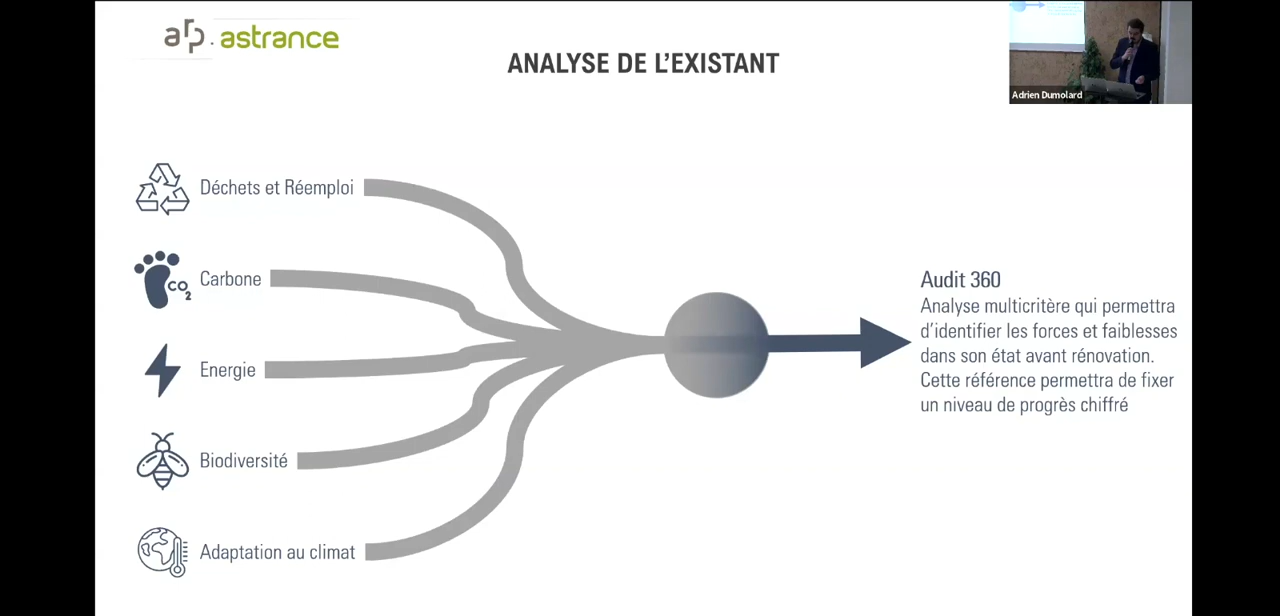 arp. astrance
ANALYSE DE L'EXISTANT
Adrien Dumolard
Déchets et Réemploi
CO2
Carbone
Energie
Biodiversité
Adaptation au climat
Audit 360
Analyse multicritère qui permettra
d'identifier les forces et faiblesses
dans son état avant rénovation.
Cette référence permettra de fixer
un niveau de progrès chiffré